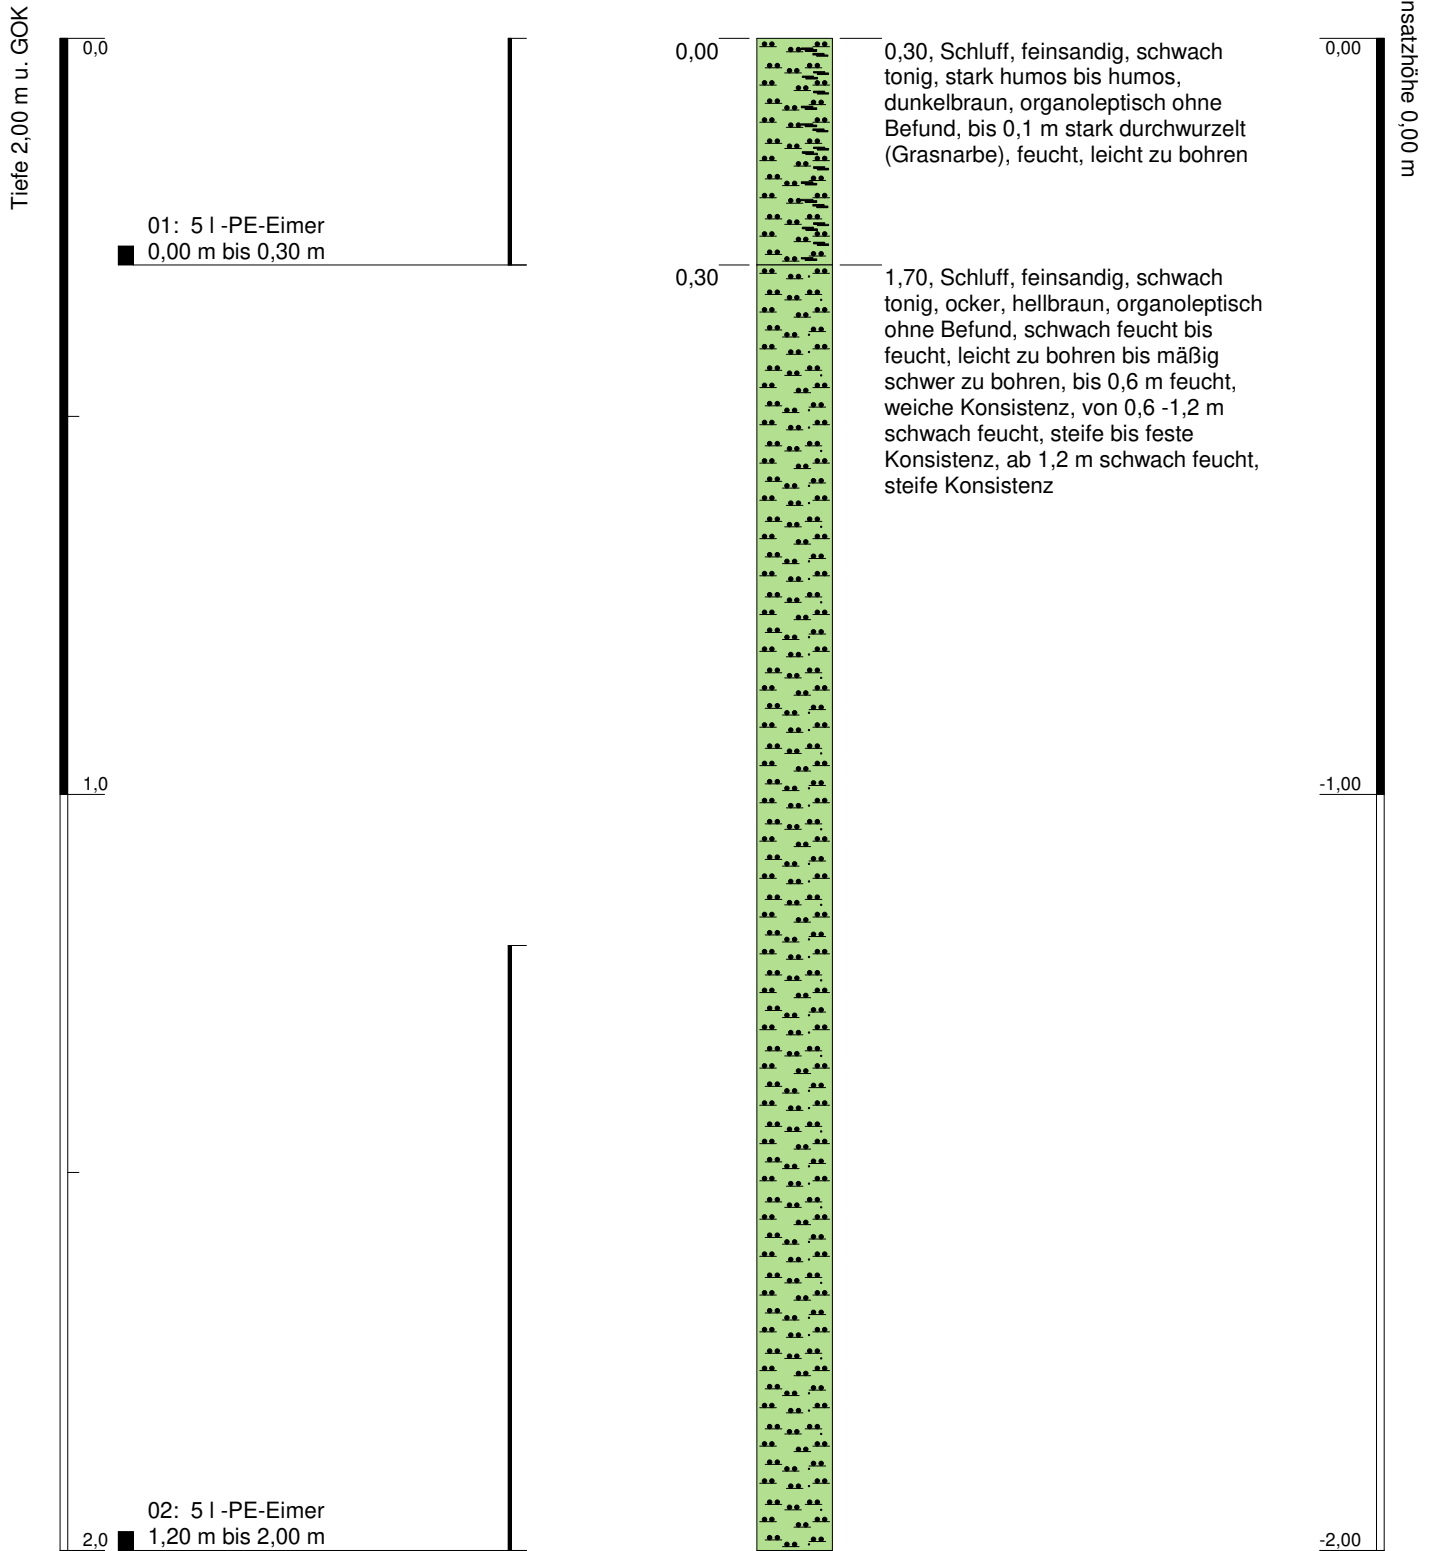 Tiefe 2,00 m u. GOK
0,0
01: 5 l -PE-Eimer
0,00 m bis 0,30 m
1,0
02: 5 l -PE-Eimer
1,20 m bis 2,00 m
2,0
0,00
0,30, Schluff, feinsandig, schwach
tonig, stark humos bis humos,
dunkelbraun, organoleptisch ohne
Befund, bis 0,1 m stark durchwurzelt
(Grasnarbe), feucht, leicht zu bohren
0,30
1,70, Schluff, feinsandig, schwach
tonig, ocker, hellbraun, organoleptisch
ohne Befund, schwach feucht bis
feucht, leicht zu bohren bis mäßig
schwer zu bohren, bis 0,6 m feucht,
weiche Konsistenz, von 0,6 -1,2 m
schwach feucht, steife bis feste
Konsistenz, ab 1,2 m schwach feucht,
steife Konsistenz
0,00
-1,00
-2,00
nsatzhöhe 0,00 m